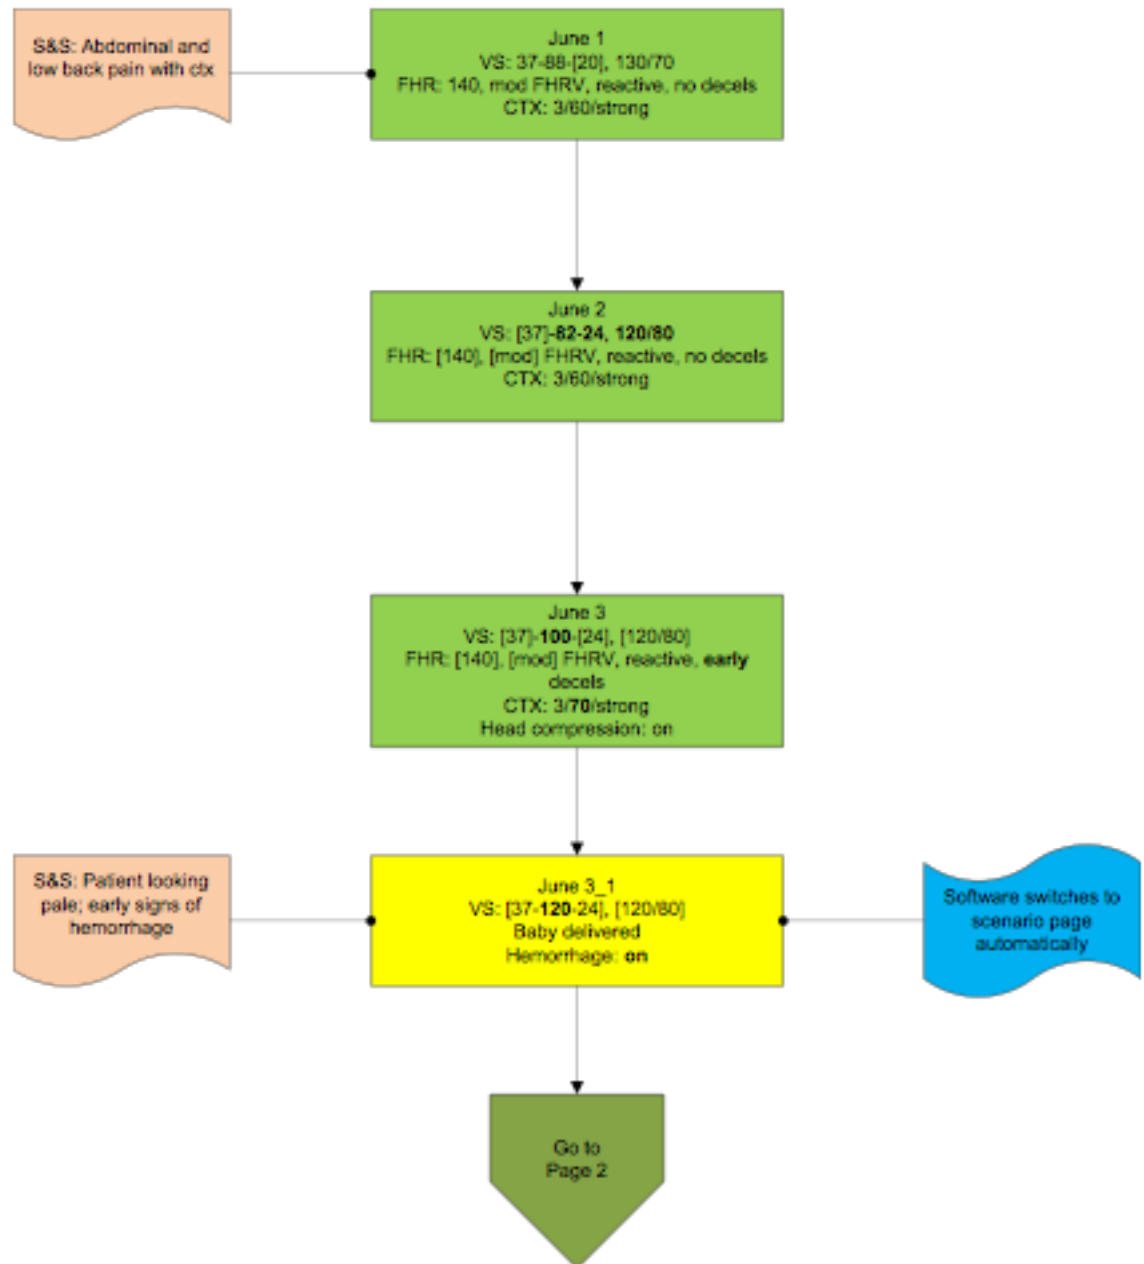 S&S: Abdominal and
low back pain with ctx
June 1
VS: 37-88-[20], 130/70
FHR: 140, mod FHRV, reactive, no decels
CTX: 3/60/strong
June 2
VS: [37]-82-24, 120/80
FHR: [140], [mod] FHRV, reactive, no decels
CTX: 3/60/strong
June 3
VS: [37]-100-[24], [120/80]
FHR: [140], [mod] FHRV, reactive, early
decels
CTX: 3/70/strong
Head compression: on
S&S: Patient looking
pale; early signs of
hemorrhage
June 3_1
VS: [37-120-24], [120/80]
Baby delivered
Hemorrhage: on
Software switches to
scenario page
automatically
Go to
Page 2